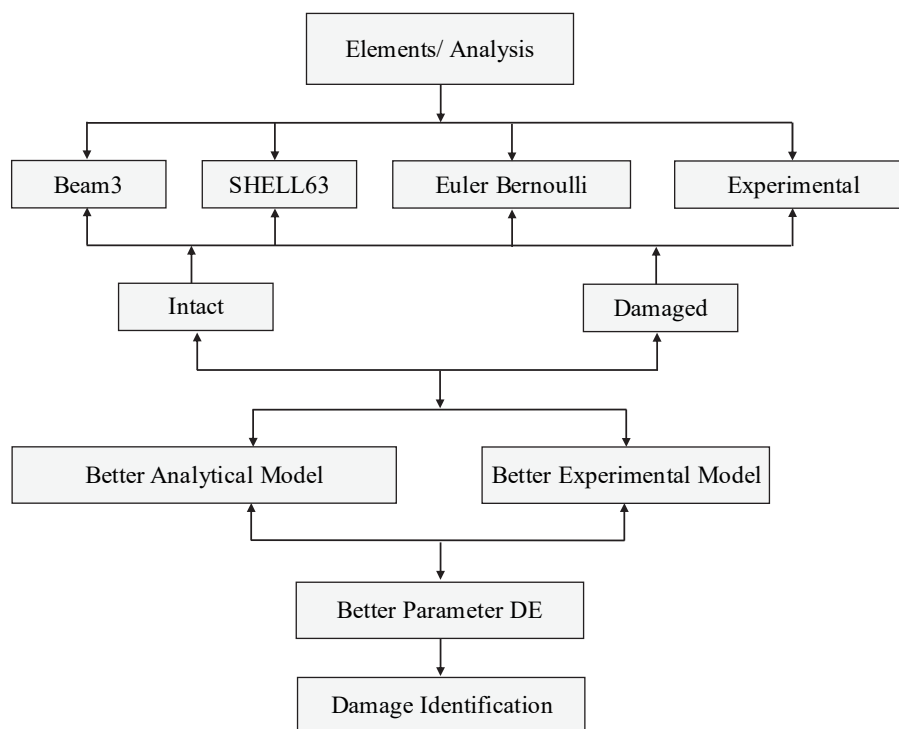 Elements/ Analysis
Beam3
SHELL63
Euler Bernoulli
Experimental
Intact
Damaged
Better Analytical Model
Better Experimental Model
Better Parameter DE
Damage Identification